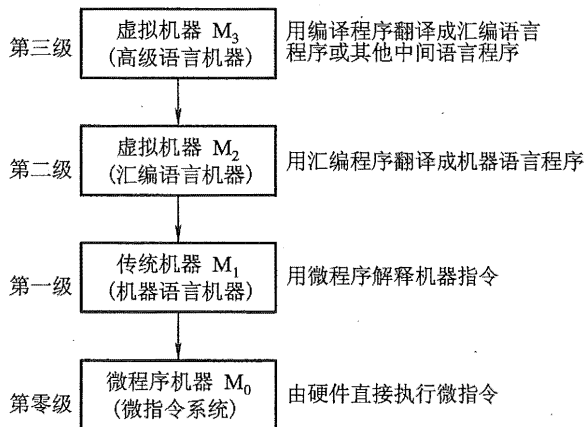 第三级
虚拟机器 M₃
(高级语言机器)
用编译程序翻译成汇编语言
程序或其他中间语言程序
第二级
虚拟机器 M₂
(汇编语言机器)
用汇编程序翻译成机器语言程序
第一级
传统机器 M₁
(机器语言机器)
用微程序解释机器指令
第零级
微程序机器 M₀
(微指令系统)
由硬件直接执行微指令